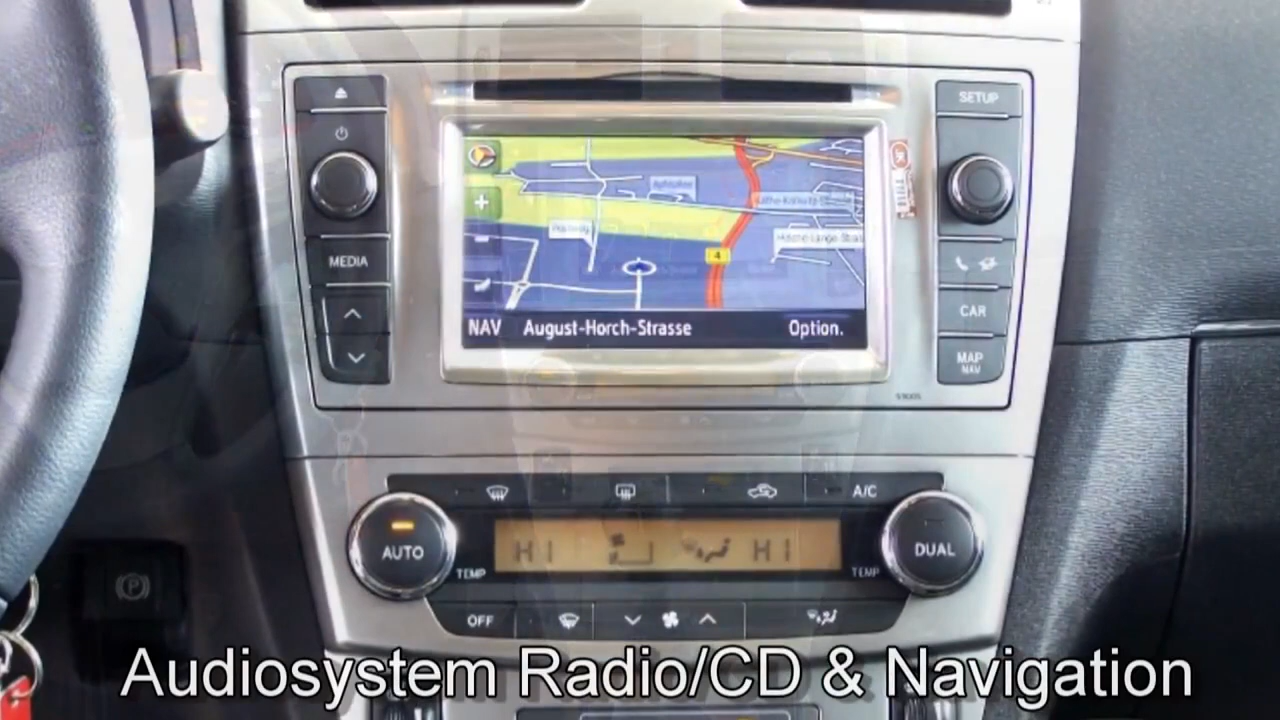 SETUP
MEDIA
4
CAR
NAV August-Horch-Strasse Option.
MAP
NAV
A/C
AUTO
HI HI
DUAL
TEMP TEMP
OFF
P
Audiosystem Radio/CD & Navigation